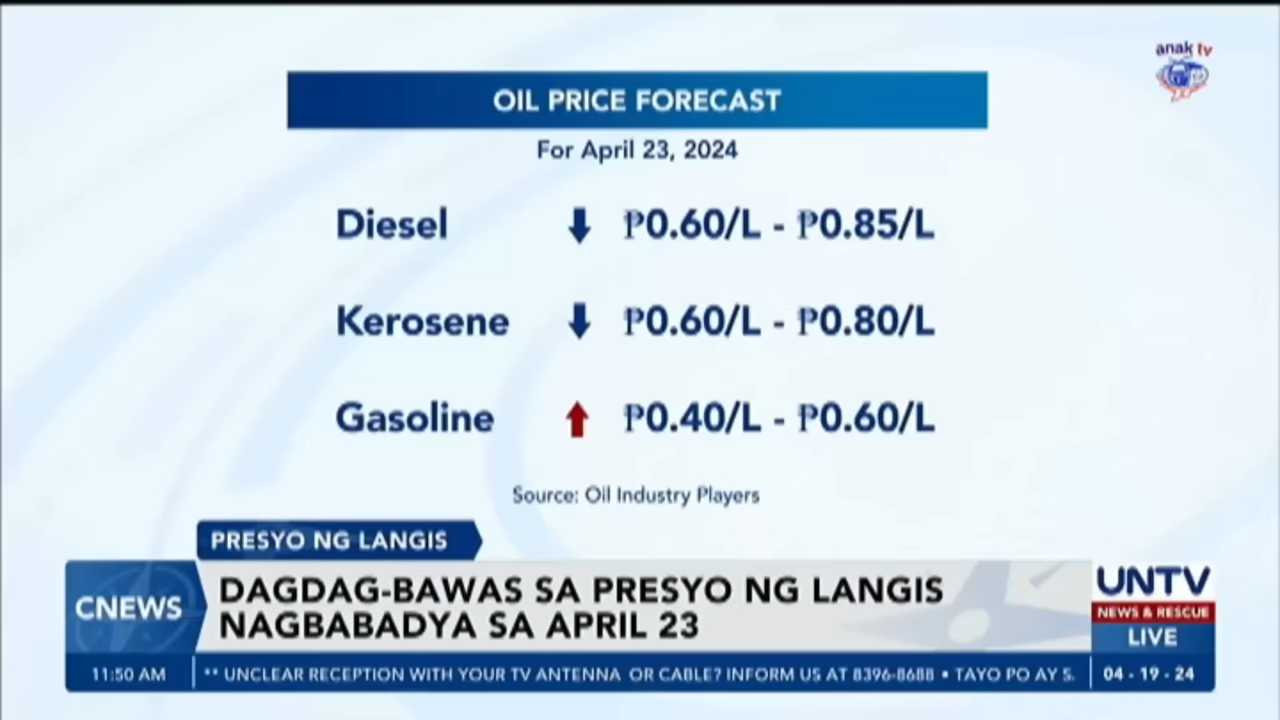 anak tv
OIL PRICE FORECAST
For April 23, 2024
Diesel ₱0.60/L - ₱0.85/L
Kerosene ₱0.60/L - ₱0.80/L
Gasoline ₱0.40/L - ₱0.60/L
Source: Oil Industry Players
PRESYO NG LANGIS
CNEWS
DAGDAG-BAWAS SA PRESYO NG LANGIS
NAGBABADYA SA APRIL 23
UNTV
NEWS & RESCUE
LIVE
11:50 AM
** UNCLEAR RECEPTION WITH YOUR TV ANTENNA OR CABLE? INFORM US AT 8396-8688 • TAYO PO AY S.
04 - 19 - 24